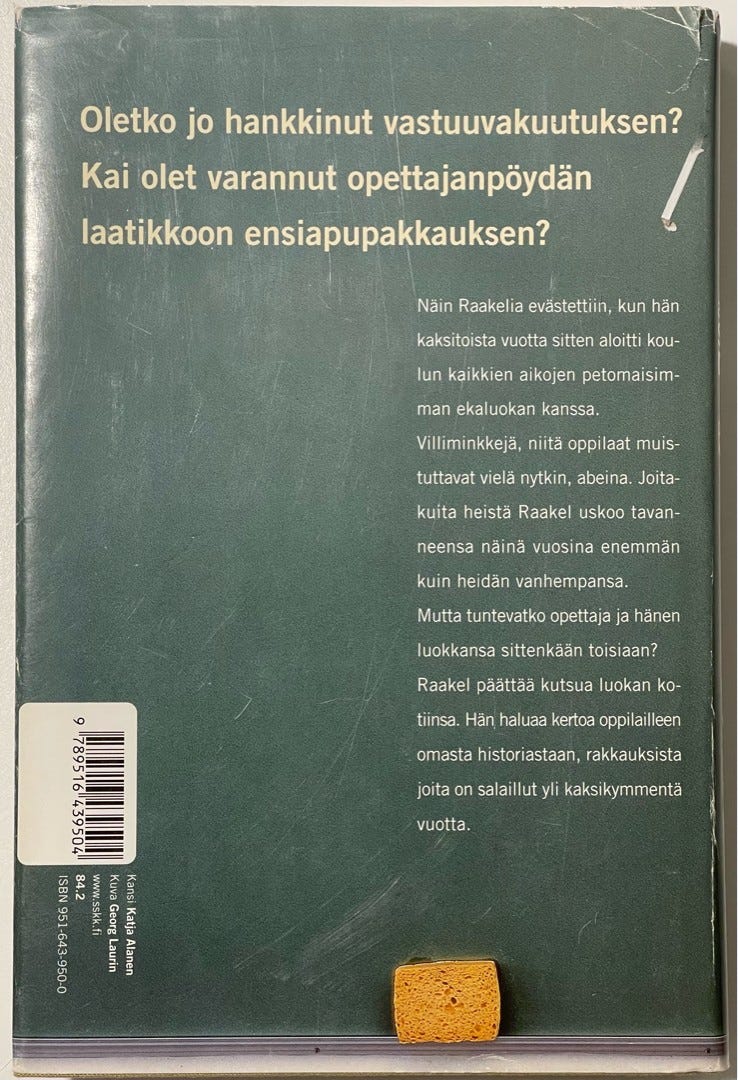 Oletko jo hankkinut vastuuvakuutuksen?
Kai olet varannut opettajanpöydän
laatikkoon ensiapupakkauksen?
Näin Raakelia evästettiin, kun hän
kaksitoista vuotta sitten aloitti kou-
lun kaikkien aikojen petomaisim-
man ekaluokan kanssa.
Villiminkkejä, niitä oppilaat muis-
tuttavat vielä nytkin, abeina. Joita-
kuita heistä Raakel uskoo tavan-
neensa näinä vuosina enemmän
kuin heidän vanhempansa.
Mutta tuntevatko opettaja ja hänen
luokkansa sittenkään toisiaan?
Raakel päättää kutsua luokan ko-
tiinsa. Hän haluaa kertoa oppilailleen
omasta historiastaan, rakkauksista
joita on salaillut yli kaksikymmentä
vuotta.
9 789516 439504
Kansi Katja Alanen
Kuva Georg Laurin
www.sskk.fi
84.2
ISBN 951-643-950-0